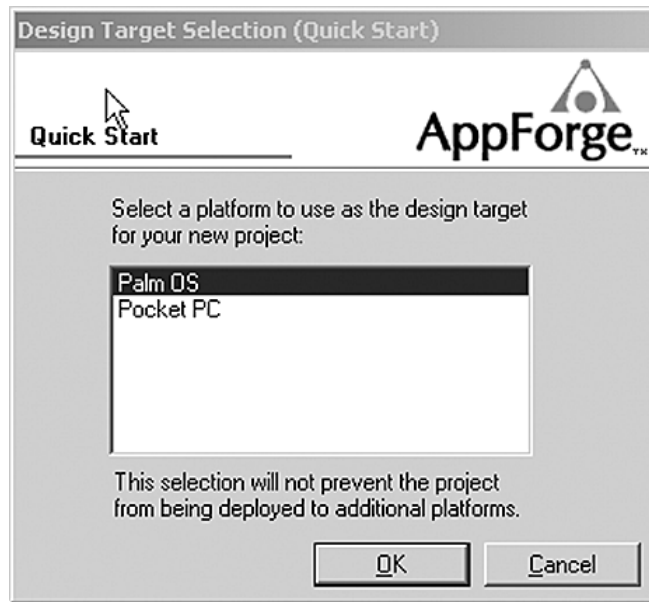 Design Target Selection (Quick Start)
Quick Start
AppForge™
Select a platform to use as the design target
for your new project:
Palm OS
Pocket PC
This selection will not prevent the project
from being deployed to additional platforms.
OK
Cancel